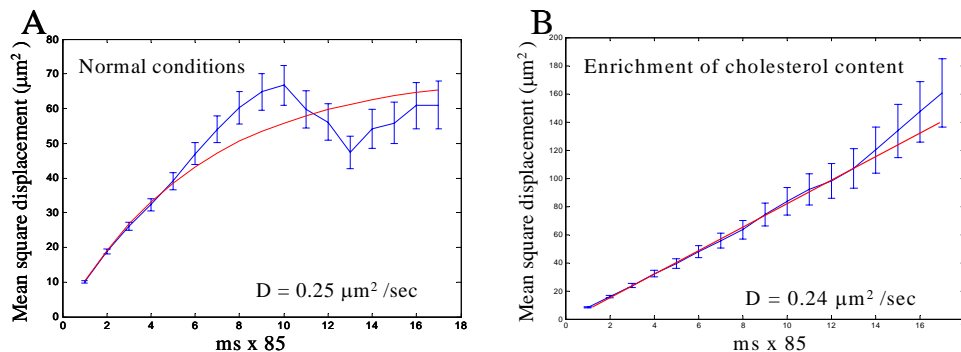 A
Mean square displacement (μm²)
80
70
60
50
40
30
20
10
0
Normal conditions
D = 0.25 μm² /sec
0 2 4 6 8 10 12 14 16 18
ms x 85
B
Mean square displacement (μm²)
200
180
160
140
120
100
80
60
40
20
0
Enrichment of cholesterol content
D = 0.24 μm² /sec
0 2 4 6 8 10 12 14 16
ms x 85